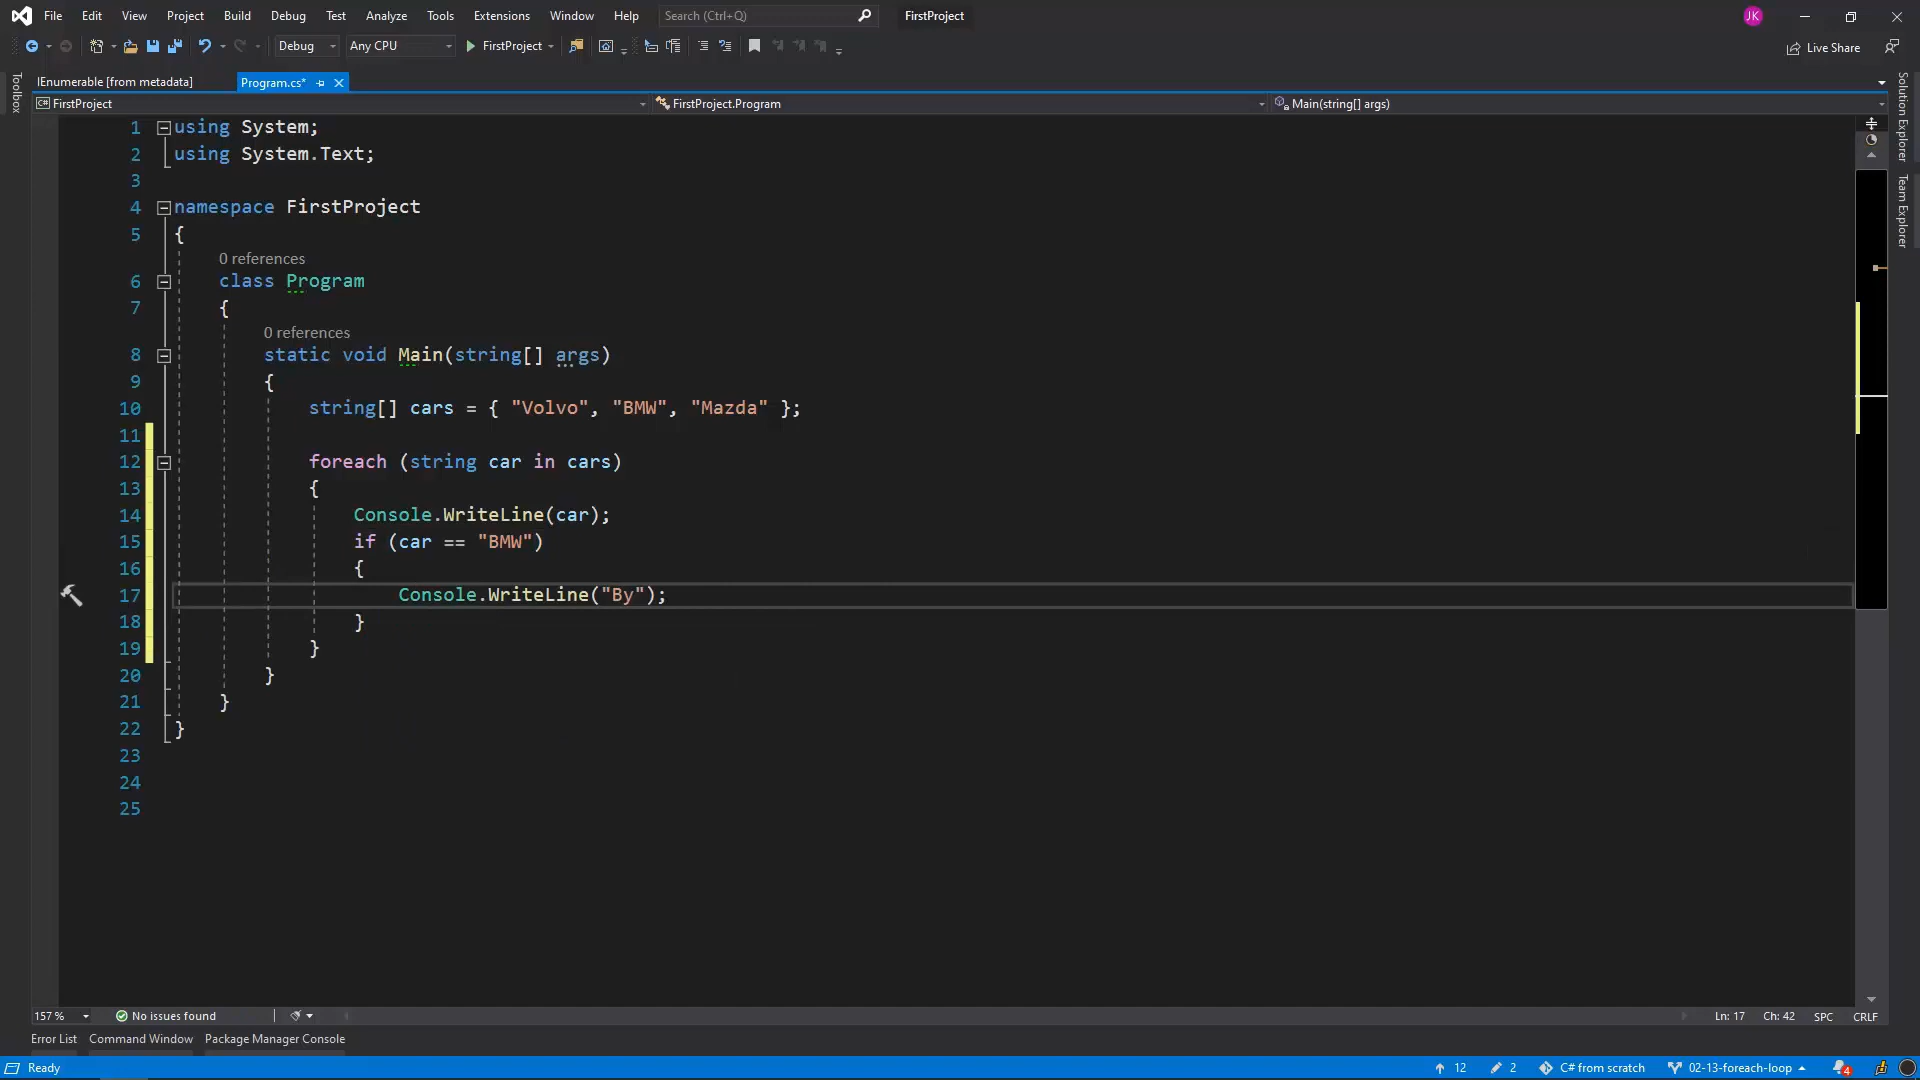 File Edit View Project Build Debug Test Analyze Tools Extensions Window Help Search (Ctrl+Q) FirstProject JK
Debug Any CPU FirstProject Live Share
IEnumerable [from metadata] Program.cs*
FirstProject FirstProject.Program Main(string[] args)
Toolbox
Solution Explorer
Team Explorer
1 using System;
2 using System.Text;
3
4 namespace FirstProject
5 {
0 references
6 class Program
7 {
0 references
8 static void Main(string[] args)
9 {
10 string[] cars = { "Volvo", "BMW", "Mazda" };
11
12 foreach (string car in cars)
13 {
14 Console.WriteLine(car);
15 if (car == "BMW")
16 {
17 Console.WriteLine("By");
18 }
19 }
20 }
21 }
22 }
23
24
25
157 % No issues found Ln: 17 Ch: 42 SPC CRLF
Error List Command Window Package Manager Console
Ready 12 2 C# from scratch 02-13-foreach-loop 4